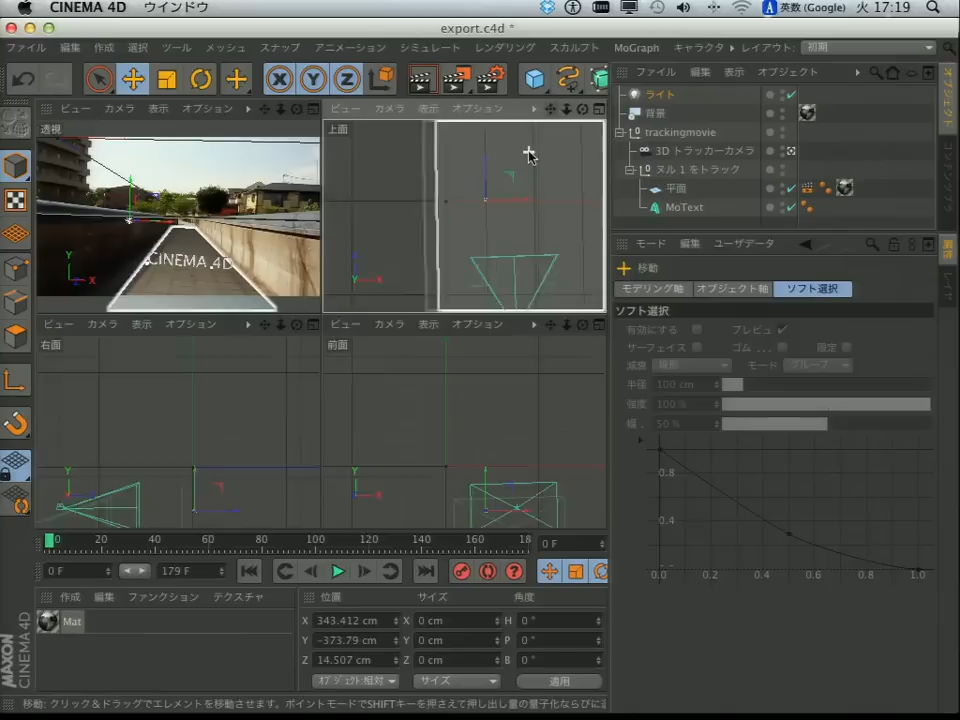 CINEMA 4D ウインドウ
英数 (Google) 火 17:19
export.c4d *
ファイル 編集 作成 選択 ツール メッシュ スナップ アニメーション シミュレート レンダリング スカルプト MoGraph キャラクタ レイアウト: 初期
X Y Z
ファイル 編集 表示 オブジェクト
ビュー カメラ 表示 オプション
ビュー カメラ 表示 オプション
透視
上面
CINEMA 4D
Y X
ライト
背景
trackingmovie
3D トラッカーカメラ
ヌル 1 をトラック
平面
MoText
モード 編集 ユーザデータ
移動
モデリング軸 オブジェクト軸 ソフト選択
ソフト選択
有効にする プレビュ
サーフェイス ゴム ... 限定
減衰 線形 モード グループ
半径 100 cm
強度 100 %
幅 . 50 %
ビュー カメラ 表示 オプション
ビュー カメラ 表示 オプション
右面
前面
Y
Y X
0.8
0.4
0.0 0.2 0.4 0.6 0.8 1.0
0 20 40 60 80 100 120 140 160 18
0 F
0 F 179 F
作成 編集 ファンクション テクスチャ
Mat
位置 サイズ 角度
X 343.412 cm X 0 cm H 0 °
Y -373.79 cm Y 0 cm P 0 °
Z 14.507 cm Z 0 cm B 0 °
オブジェクト相対 サイズ 適用
MAXON CINEMA 4D
移動: クリック＆ドラッグでエレメントを移動させます。ポイントモードでSHIFTキーを押さえて押し出し量の量子化ならびに